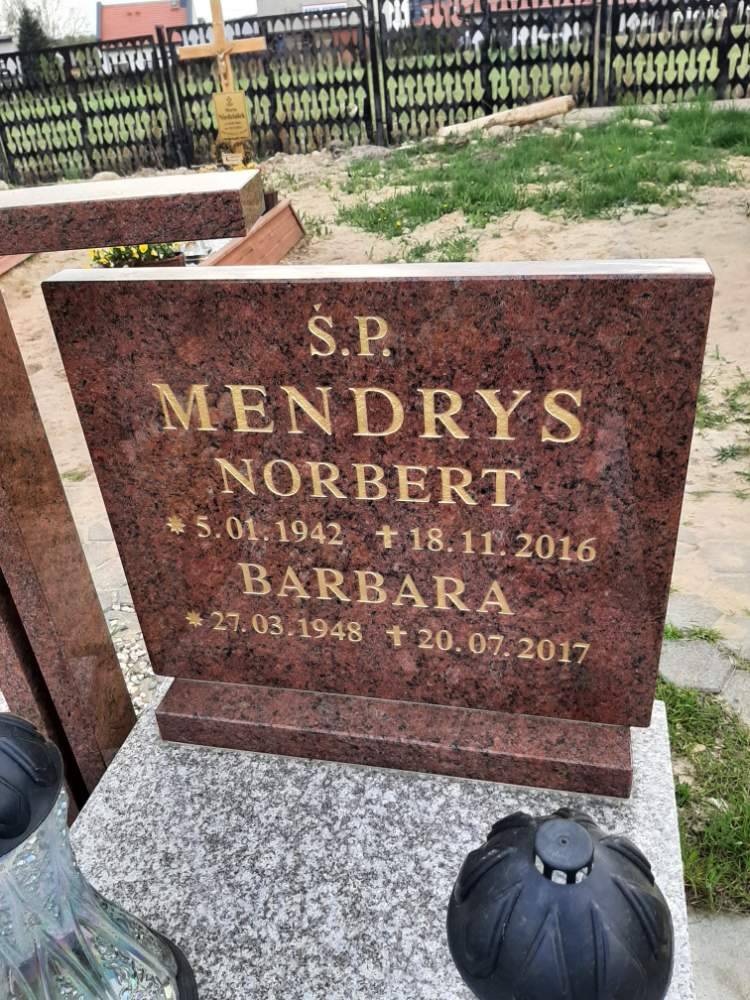 Ś.P.
MENDRYS
NORBERT
* 5.01.1942 ✝ 18.11.2016
BARBARA
* 27.03.1948 ✝ 20.07.2017